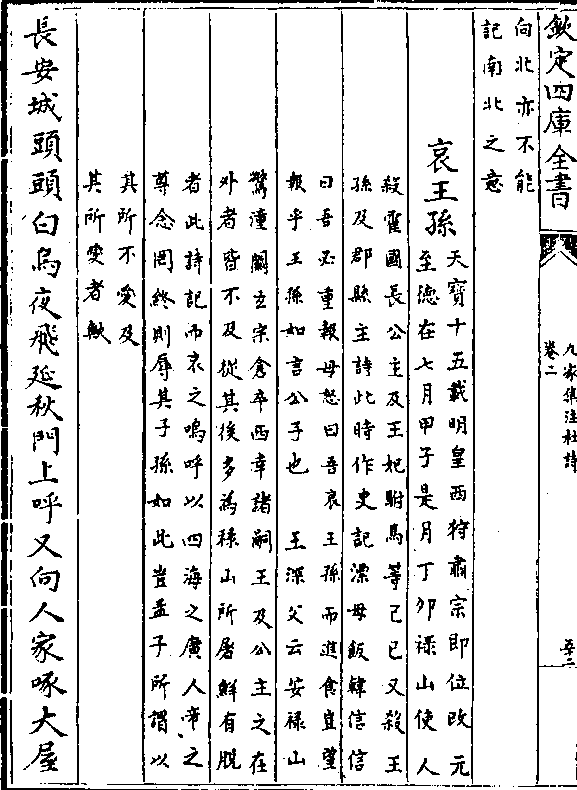 欽定四庫全書
九家集注杜詩
卷二
向北亦不能
記南北之意
哀王孫
天寶十五載明皇西狩肅宗即位改元
至德在七月甲子是月丁卯禄山使人
殺霍國長公主及王妃駙馬等己巳又殺王
孫及郡縣主詩此時作史記漂母飯韓信信
曰吾必重報母怒曰吾哀王孫而進食豈望
報乎王孫如言公子也 王深父云安禄山
驚潼關玄宗倉卒西幸諸嗣王及公主之在
外者皆不及從其後多為禄山所屠鮮有脫
者此詩記而哀之嗚呼以四海之廣人帝之
尊念罔終則辱其子孫如此豈孟子所謂以
其所不愛及
其所愛者歟
長安城頭頭白烏夜飛延秋門上呼又向人家啄大屋